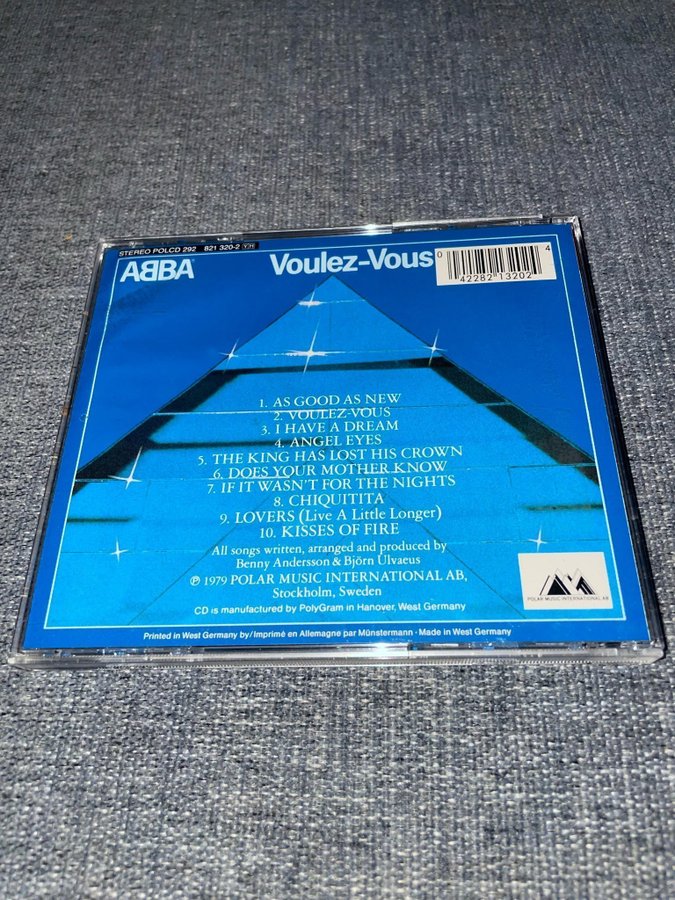 STEREO POLCD 292 821 320-2 Y.H
ABBA
Voulez-Vous
0 42282 13202 4
1. AS GOOD AS NEW
2. VOULEZ-VOUS
3. I HAVE A DREAM
4. ANGEL EYES
5. THE KING HAS LOST HIS CROWN
6. DOES YOUR MOTHER KNOW
7. IF IT WASN'T FOR THE NIGHTS
8. CHIQUITITA
9. LOVERS (Live A Little Longer)
10. KISSES OF FIRE
All songs written, arranged and produced by
Benny Andersson & Björn Ulvaeus
℗ 1979 POLAR MUSIC INTERNATIONAL AB,
Stockholm, Sweden
CD is manufactured by PolyGram in Hanover, West Germany
POLAR MUSIC INTERNATIONAL AB
Printed in West Germany by/Imprimé en Allemagne par Münstermann · Made in West Germany